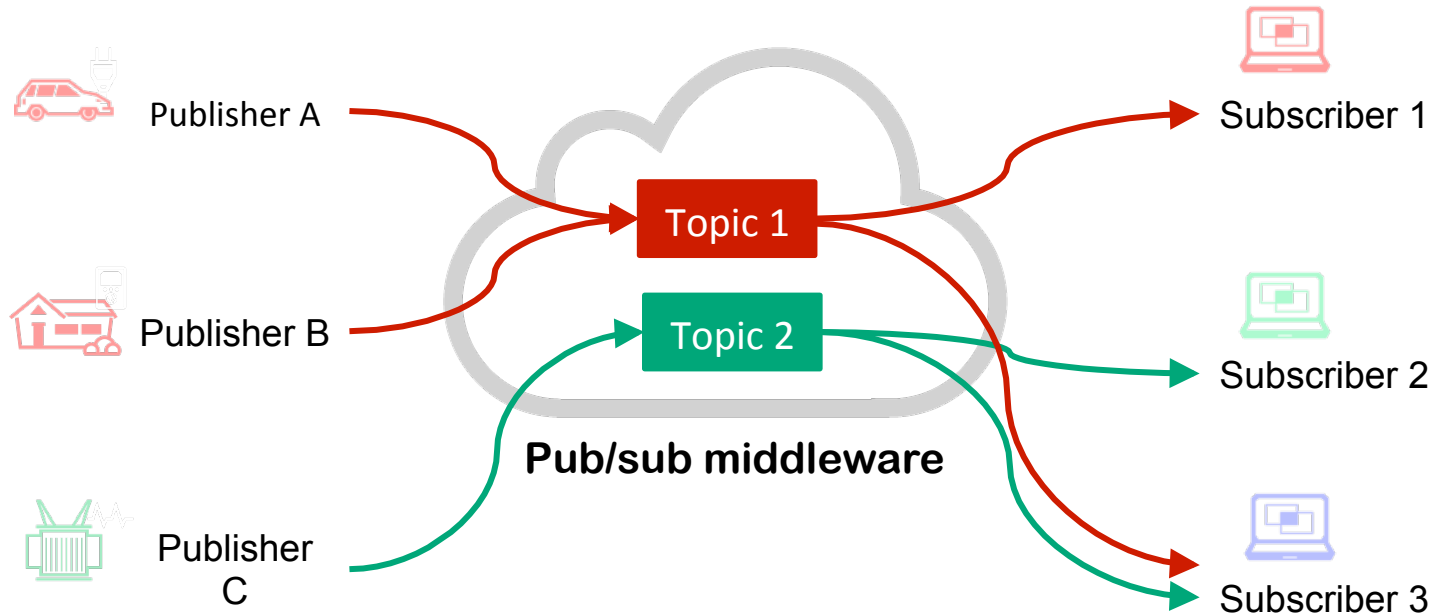 Publisher A
Subscriber 1
Topic 1
Publisher B
Topic 2
Subscriber 2
Pub/sub middleware
Publisher
C
Subscriber 3